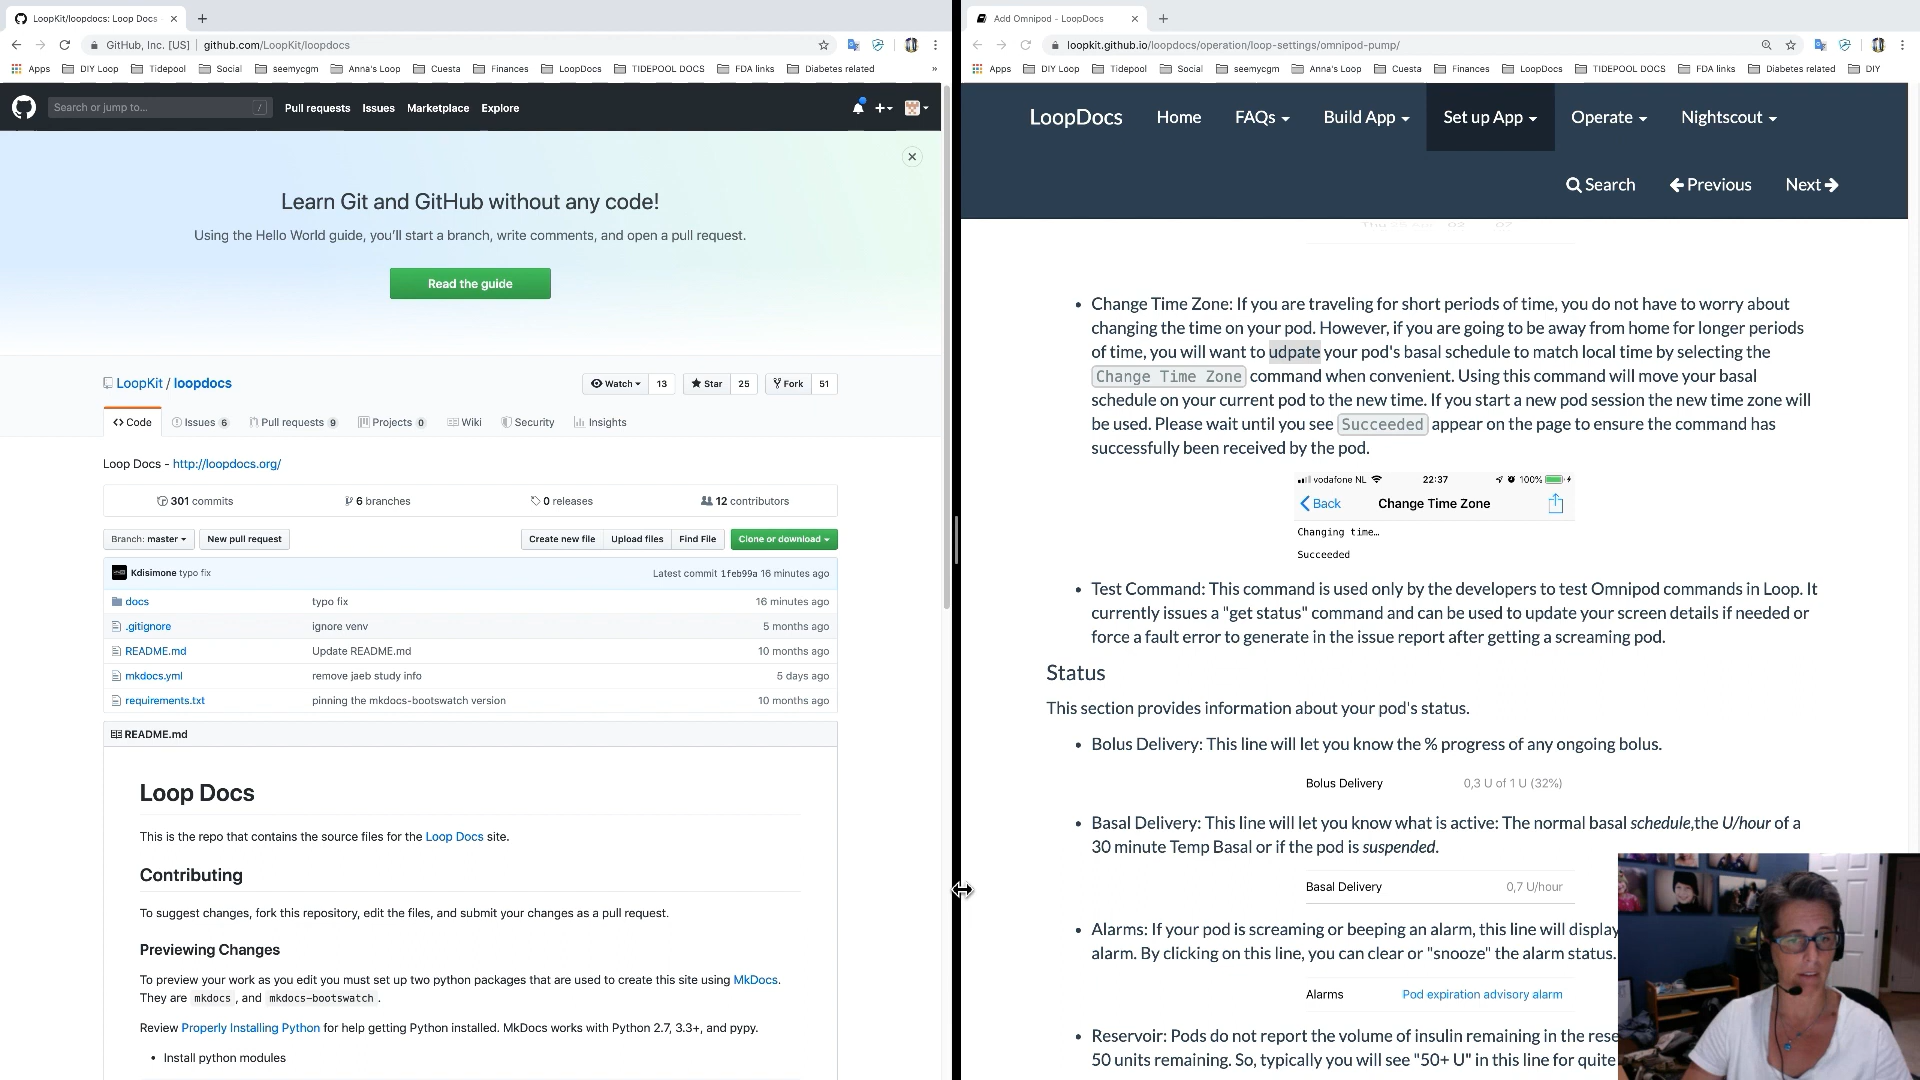 LoopKit/loopdocs: Loop Docs
GitHub, Inc. [US] github.com/LoopKit/loopdocs
Apps DIY Loop Tidepool Social seemycgm Anna's Loop Cuesta Finances LoopDocs TIDEPOOL DOCS FDA links Diabetes related »
Search or jump to... / Pull requests Issues Marketplace Explore
Learn Git and GitHub without any code!
Using the Hello World guide, you'll start a branch, write comments, and open a pull request.
Read the guide
LoopKit / loopdocs Watch 13 Star 25 Fork 51
Code Issues 6 Pull requests 9 Projects 0 Wiki Security Insights
Loop Docs - http://loopdocs.org/
301 commits 6 branches 0 releases 12 contributors
Branch: master New pull request Create new file Upload files Find File Clone or download
Kdisimone typo fix Latest commit 1feb99a 16 minutes ago
docs typo fix 16 minutes ago
.gitignore ignore venv 5 months ago
README.md Update README.md 10 months ago
mkdocs.yml remove jaeb study info 5 days ago
requirements.txt pinning the mkdocs-bootswatch version 10 months ago
README.md
Loop Docs
This is the repo that contains the source files for the Loop Docs site.
Contributing
To suggest changes, fork this repository, edit the files, and submit your changes as a pull request.
Previewing Changes
To preview your work as you edit you must set up two python packages that are used to create this site using MkDocs.
They are mkdocs , and mkdocs-bootswatch .
Review Properly Installing Python for help getting Python installed. MkDocs works with Python 2.7, 3.3+, and pypy.
• Install python modules
Add Omnipod - LoopDocs
loopkit.github.io/loopdocs/operation/loop-settings/omnipod-pump/
Apps DIY Loop Tidepool Social seemycgm Anna's Loop Cuesta Finances LoopDocs TIDEPOOL DOCS FDA links Diabetes related DIY
LoopDocs Home FAQs Build App Set up App Operate Nightscout
Search Previous Next
• Change Time Zone: If you are traveling for short periods of time, you do not have to worry about
changing the time on your pod. However, if you are going to be away from home for longer periods
of time, you will want to udpate your pod's basal schedule to match local time by selecting the
Change Time Zone command when convenient. Using this command will move your basal
schedule on your current pod to the new time. If you start a new pod session the new time zone will
be used. Please wait until you see Succeeded appear on the page to ensure the command has
successfully been received by the pod.
vodafone NL 22:37 100%
Back Change Time Zone
Changing time…
Succeeded
• Test Command: This command is used only by the developers to test Omnipod commands in Loop. It
currently issues a "get status" command and can be used to update your screen details if needed or
force a fault error to generate in the issue report after getting a screaming pod.
Status
This section provides information about your pod's status.
• Bolus Delivery: This line will let you know the % progress of any ongoing bolus.
Bolus Delivery 0,3 U of 1 U (32%)
• Basal Delivery: This line will let you know what is active: The normal basal schedule,the U/hour of a
30 minute Temp Basal or if the pod is suspended.
Basal Delivery 0,7 U/hour
• Alarms: If your pod is screaming or beeping an alarm, this line will display
alarm. By clicking on this line, you can clear or "snooze" the alarm status.
Alarms Pod expiration advisory alarm
• Reservoir: Pods do not report the volume of insulin remaining in the rese
50 units remaining. So, typically you will see "50+ U" in this line for quite